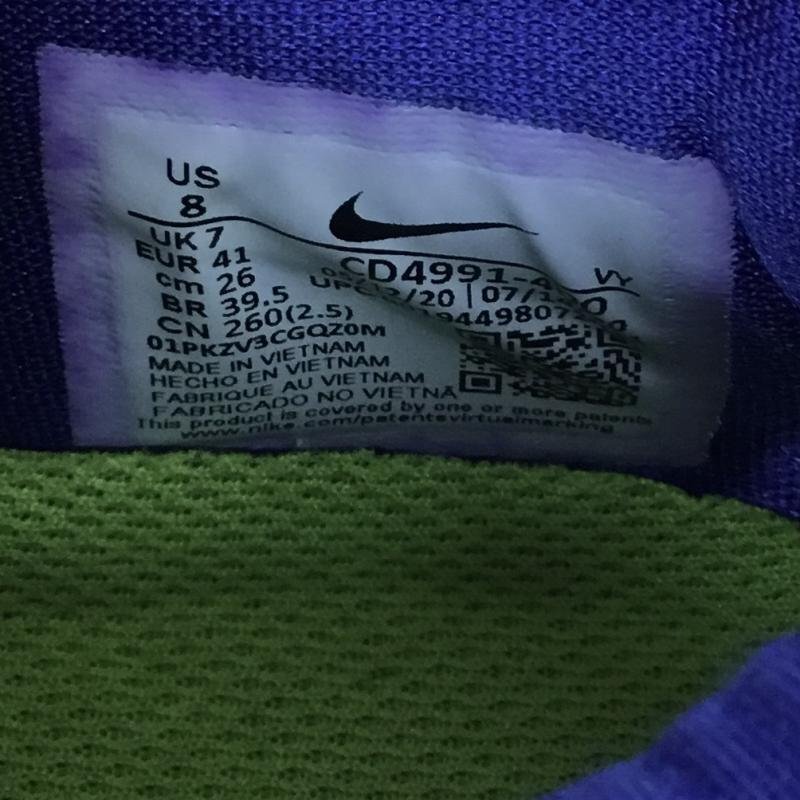 US
8
UK 7
EUR 41
cm 26
BR 39.5
CN 260(2.5)
VY
01PKZV3CGQZ0M
MADE IN VIETNAM
HECHO EN VIETNAM
FABRIQUE AU VIETNAM
FABRICADO NO VIETNÃ
This product is covered by one or more patents
www.nike.com/patentsvirtualmarking